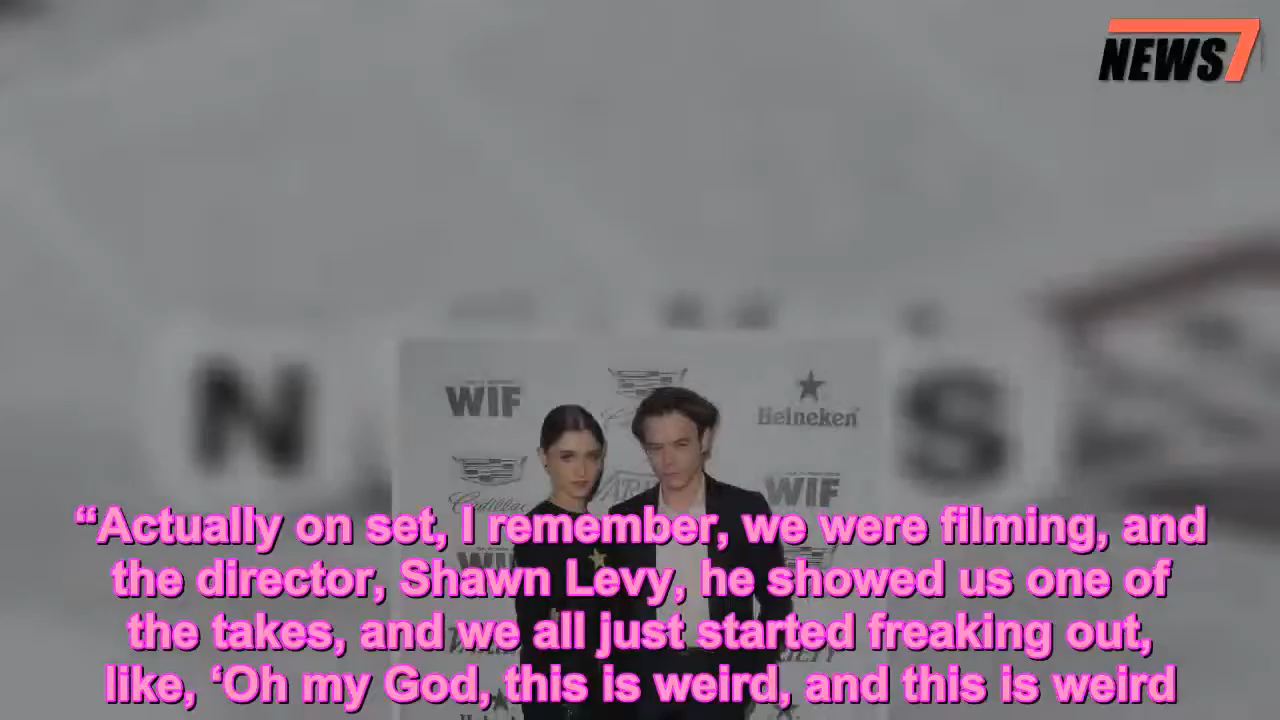 NEWS7
N
S
WIF
Heineken
Cadillac
WIF
“Actually on set, I remember, we were filming, and
the director, Shawn Levy, he showed us one of
the takes, and we all just started freaking out,
like, ‘Oh my God, this is weird, and this is weird